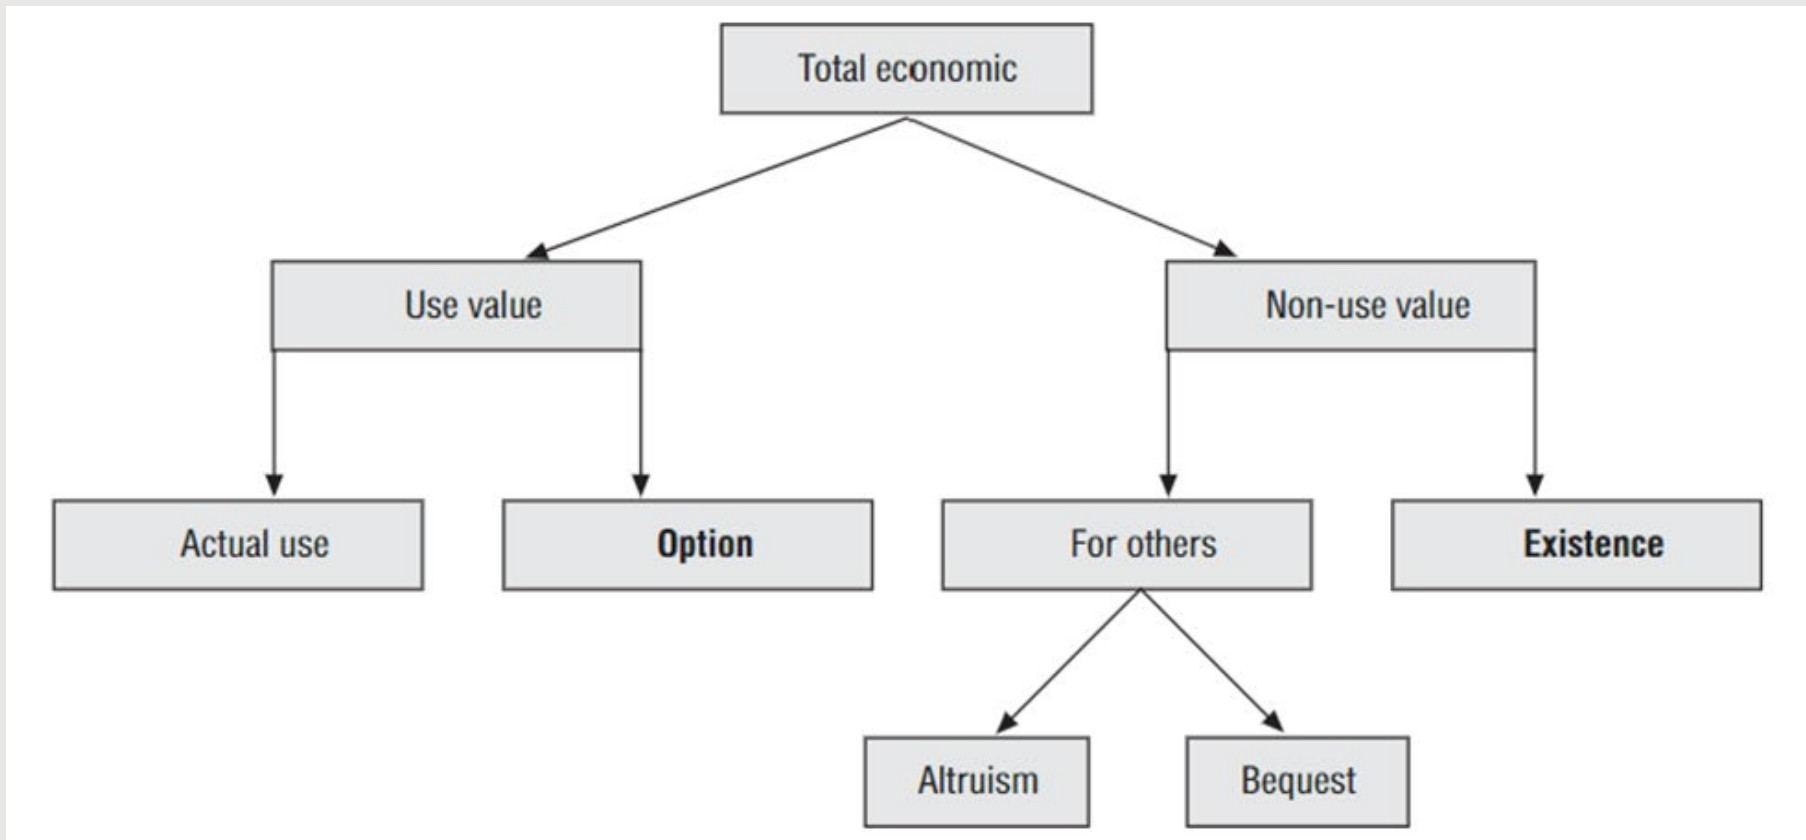 Total economic
Use value
Non-use value
Actual use
Option
For others
Existence
Altruism
Bequest